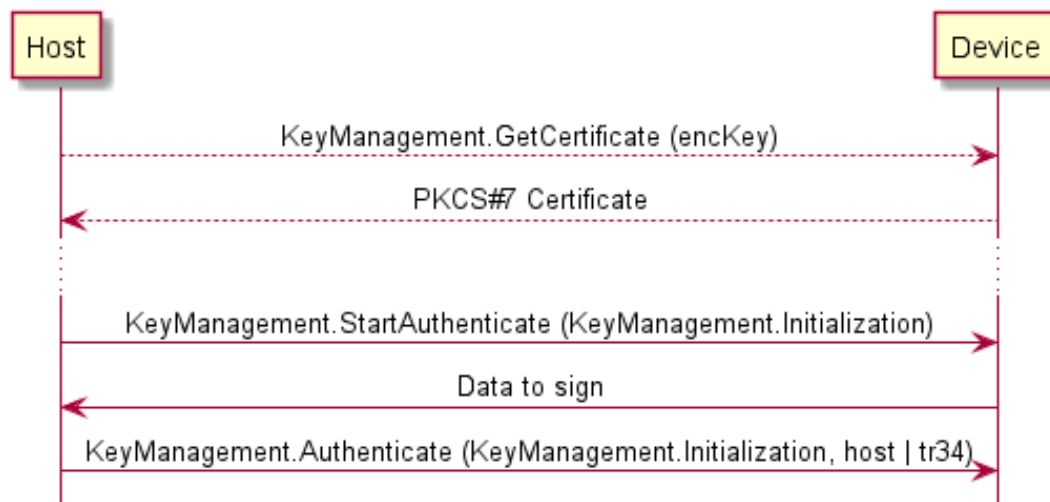 Host
Device
KeyManagement.GetCertificate (encKey)
PKCS#7 Certificate
KeyManagement.StartAuthenticate (KeyManagement.Initialization)
Data to sign
KeyManagement.Authenticate (KeyManagement.Initialization, host | tr34)